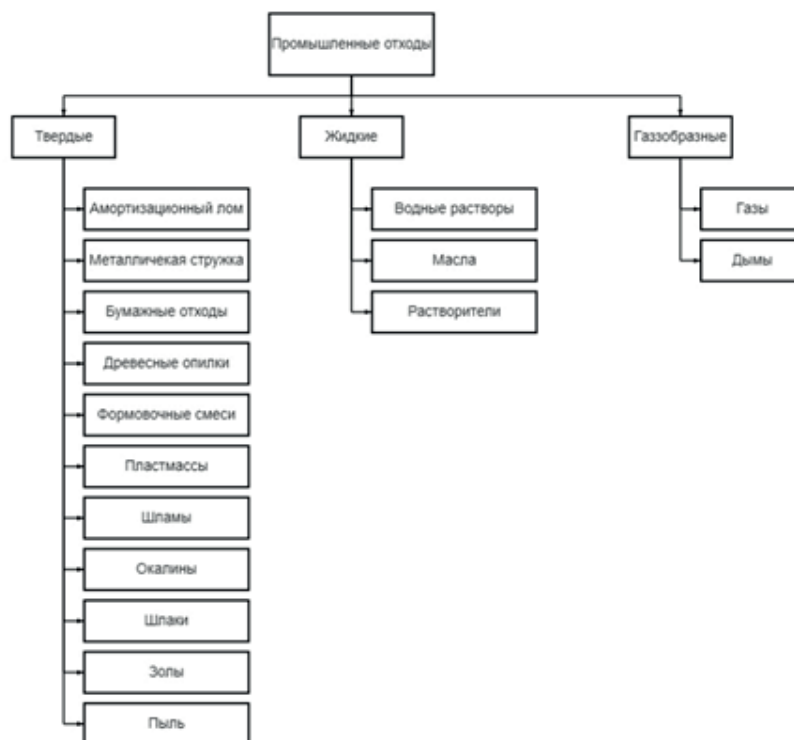 Промышленные отходы
Твердые
Жидкие
Газзобразные
Амортизационный лом
Водные растворы
Газы
Металличекая стружка
Масла
Дымы
Бумажные отходы
Растворители
Древесные опилки
Формовочные смеси
Пластмассы
Шламы
Окалины
Шлаки
Золы
Пыль